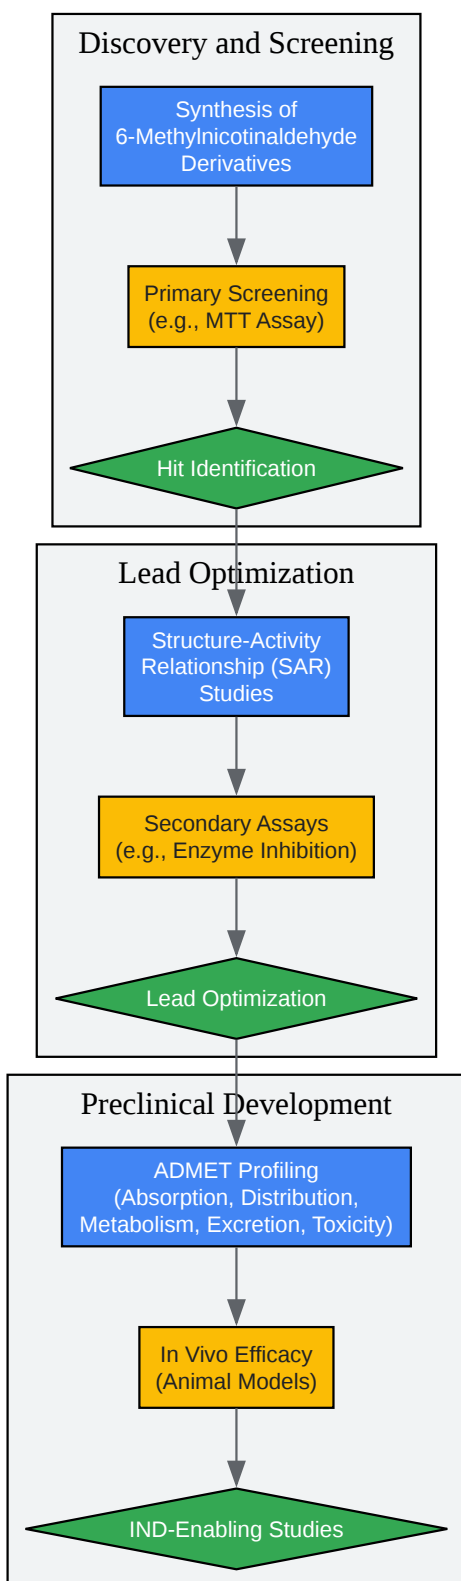 Discovery and Screening
Synthesis of
6-Methylnicotinaldehyde
Derivatives
Primary Screening
(e.g., MTT Assay)
Hit Identification
Lead Optimization
Structure-Activity
Relationship (SAR)
Studies
Secondary Assays
(e.g., Enzyme Inhibition)
Lead Optimization
Preclinical Development
ADMET Profiling
(Absorption, Distribution,
Metabolism, Excretion, Toxicity)
In Vivo Efficacy
(Animal Models)
IND-Enabling Studies